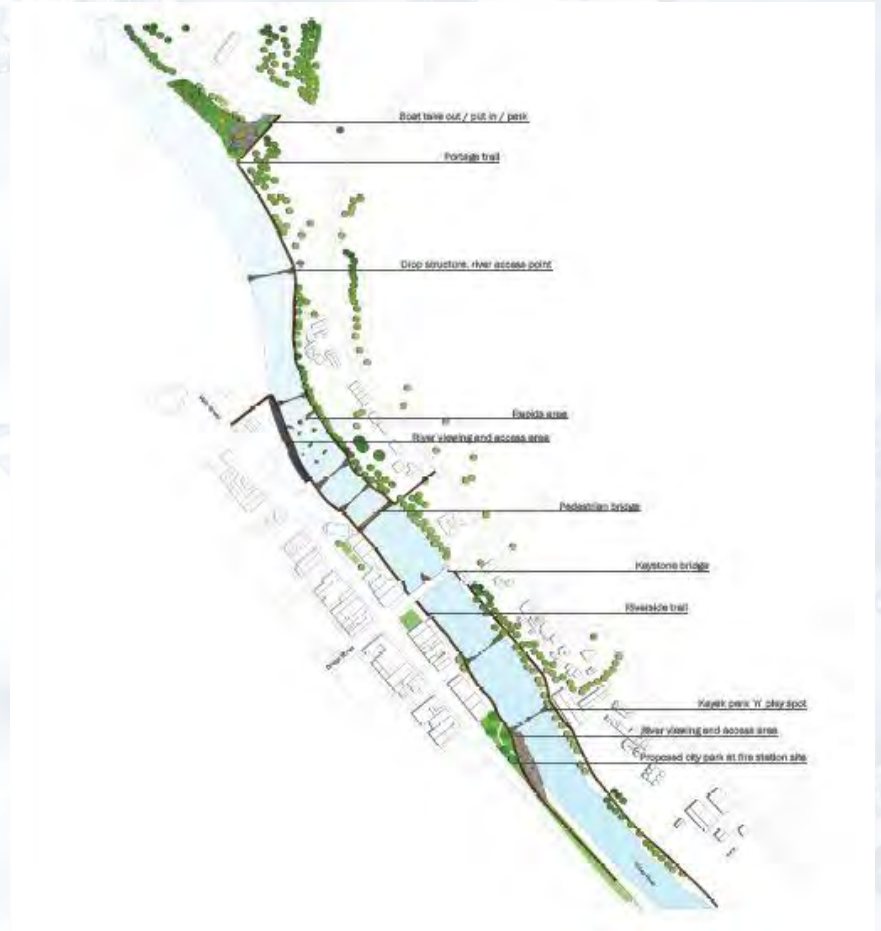 Boat take out / put in / park
Portage trail
Drop structure, river access point
Rapids area
River viewing and access area
Pedestrian bridge
Keystone bridge
Riverside trail
Kayak park 'n' play spot
River viewing and access area
Proposed city park at fire station site